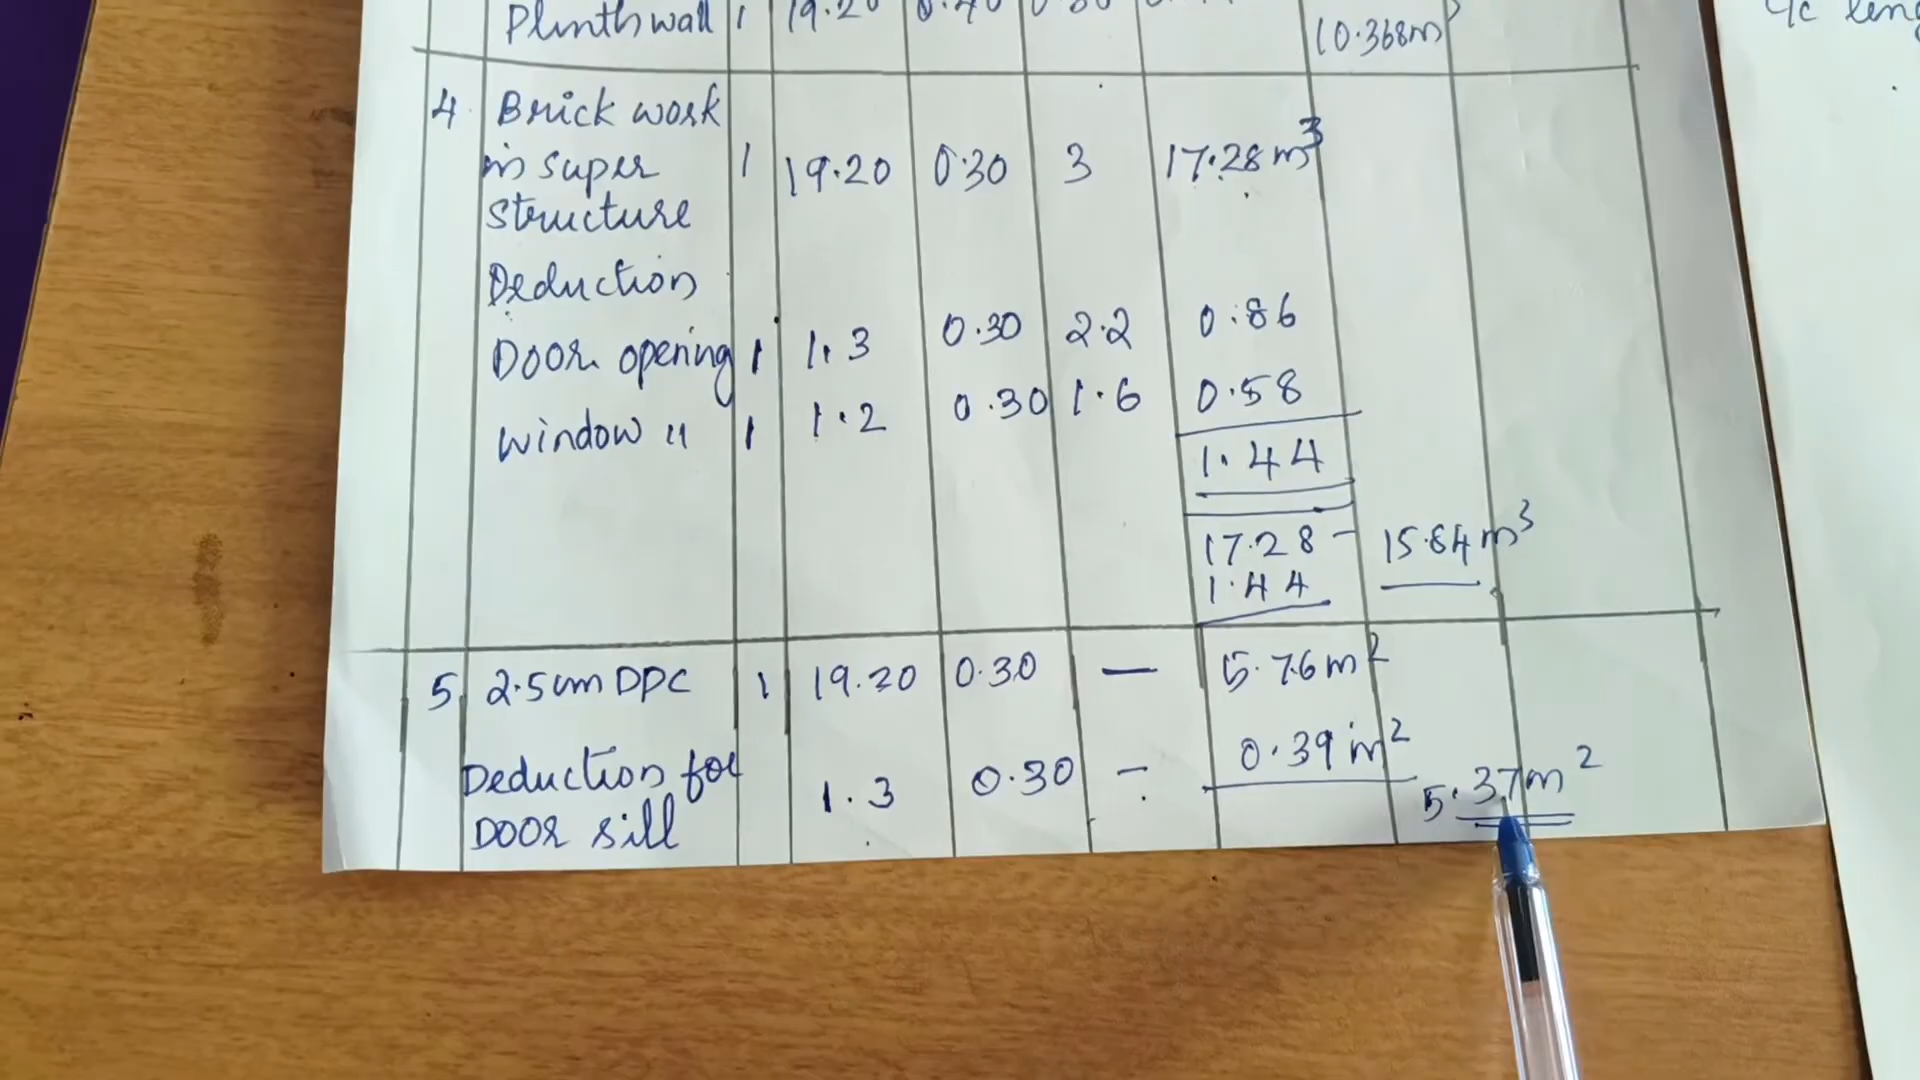 Plinth wall 1 19.20
10.368m³
4 Brick work
in super 1 19.20 0.30 3 17.28 m³
structure
Deduction
Door opening 1 1.3 0.30 2.2 0.86
Window 11 1 1.2 0.30 1.6 0.58
1.44
17.28 - 15.84m³
1.44
5 2.5cm DPC 1 19.20 0.30 — 5.76m²
Deduction for 1.3 0.30 - 0.39m²
Door sill
5.37m²
c/c